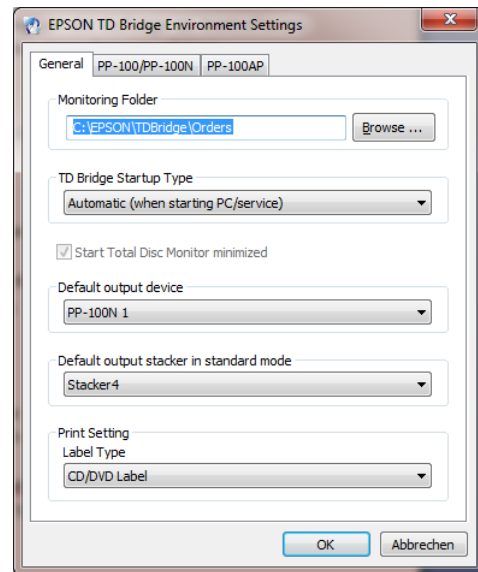 EPSON TD Bridge Environment Settings
General PP-100/PP-100N PP-100AP
Monitoring Folder
C:\EPSON\TDBridge\Orders Browse ...
TD Bridge Startup Type
Automatic (when starting PC/service)
Start Total Disc Monitor minimized
Default output device
PP-100N 1
Default output stacker in standard mode
Stacker4
Print Setting
Label Type
CD/DVD Label
OK Abbrechen